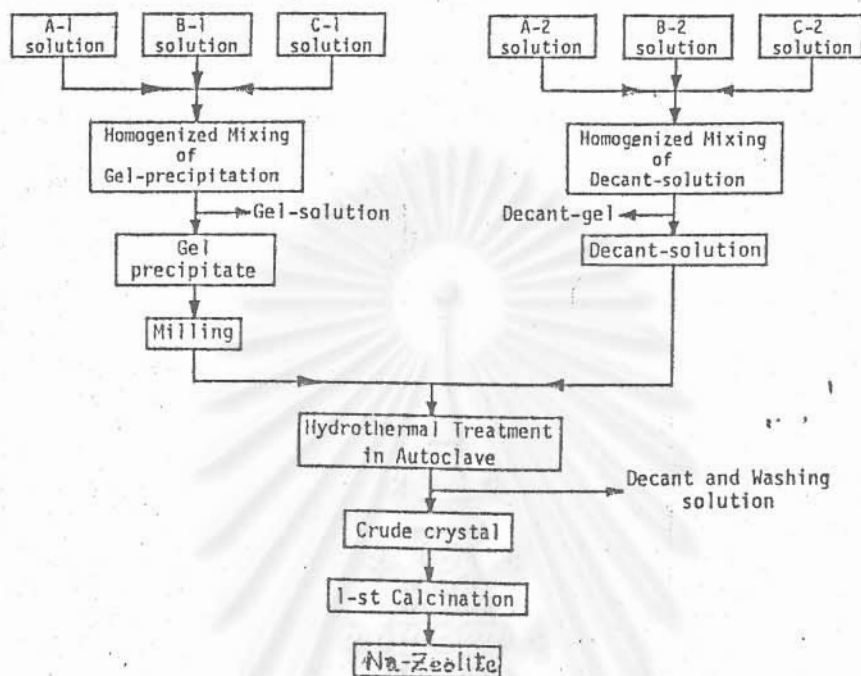 A-1
solution
B-1
solution
C-1
solution
A-2
solution
B-2
solution
C-2
solution
Homogenized Mixing
of
Gel-precipitation
Homogenized Mixing
of
Decant-solution
Gel-solution
Decant-gel
Gel
precipitate
Decant-solution
Milling
Hydrothermal Treatment
in Autoclave
Decant and Washing
solution
Crude crystal
1-st Calcination
Na-Zeolite